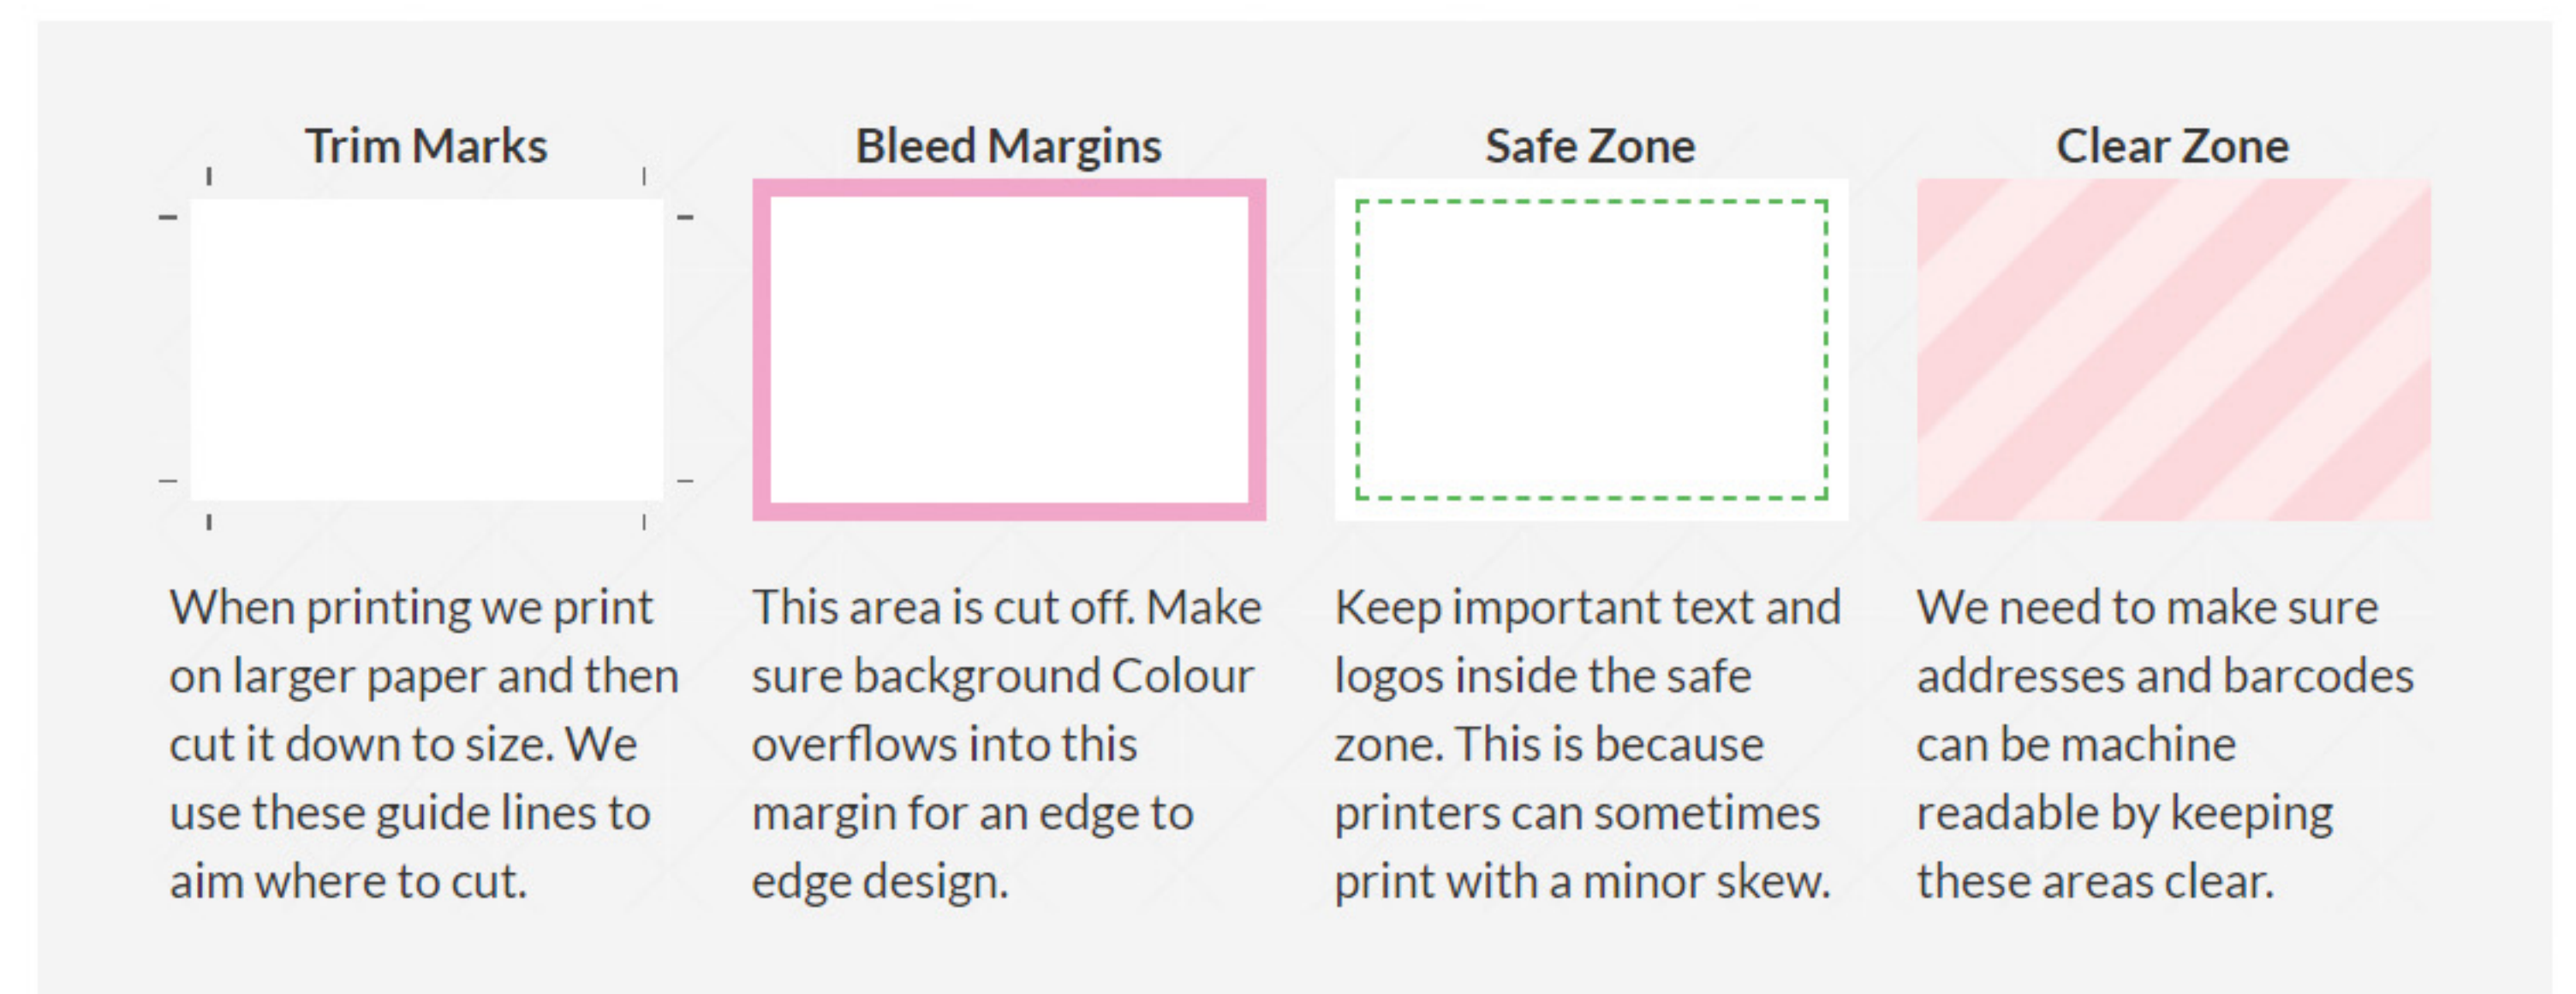 Trim Marks
When printing we print
on larger paper and then
cut it down to size. We
use these guide lines to
aim where to cut.
Bleed Margins
This area is cut off. Make
sure background Colour
overflows into this
margin for an edge to
edge design.
Safe Zone
Keep important text and
logos inside the safe
zone. This is because
printers can sometimes
print with a minor skew.
Clear Zone
We need to make sure
addresses and barcodes
can be machine
readable by keeping
these areas clear.